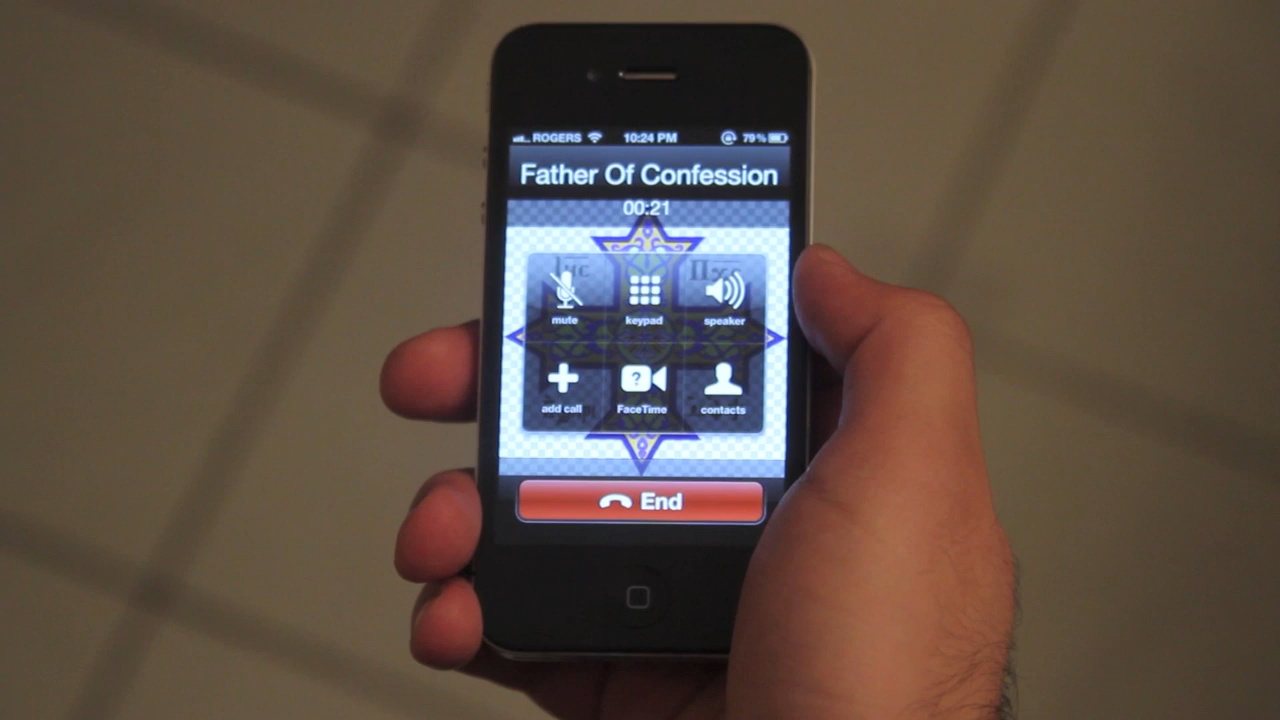 ROGERS 10:24 PM 79%
Father Of Confession
00:21
mute keypad speaker
add call FaceTime contacts
End